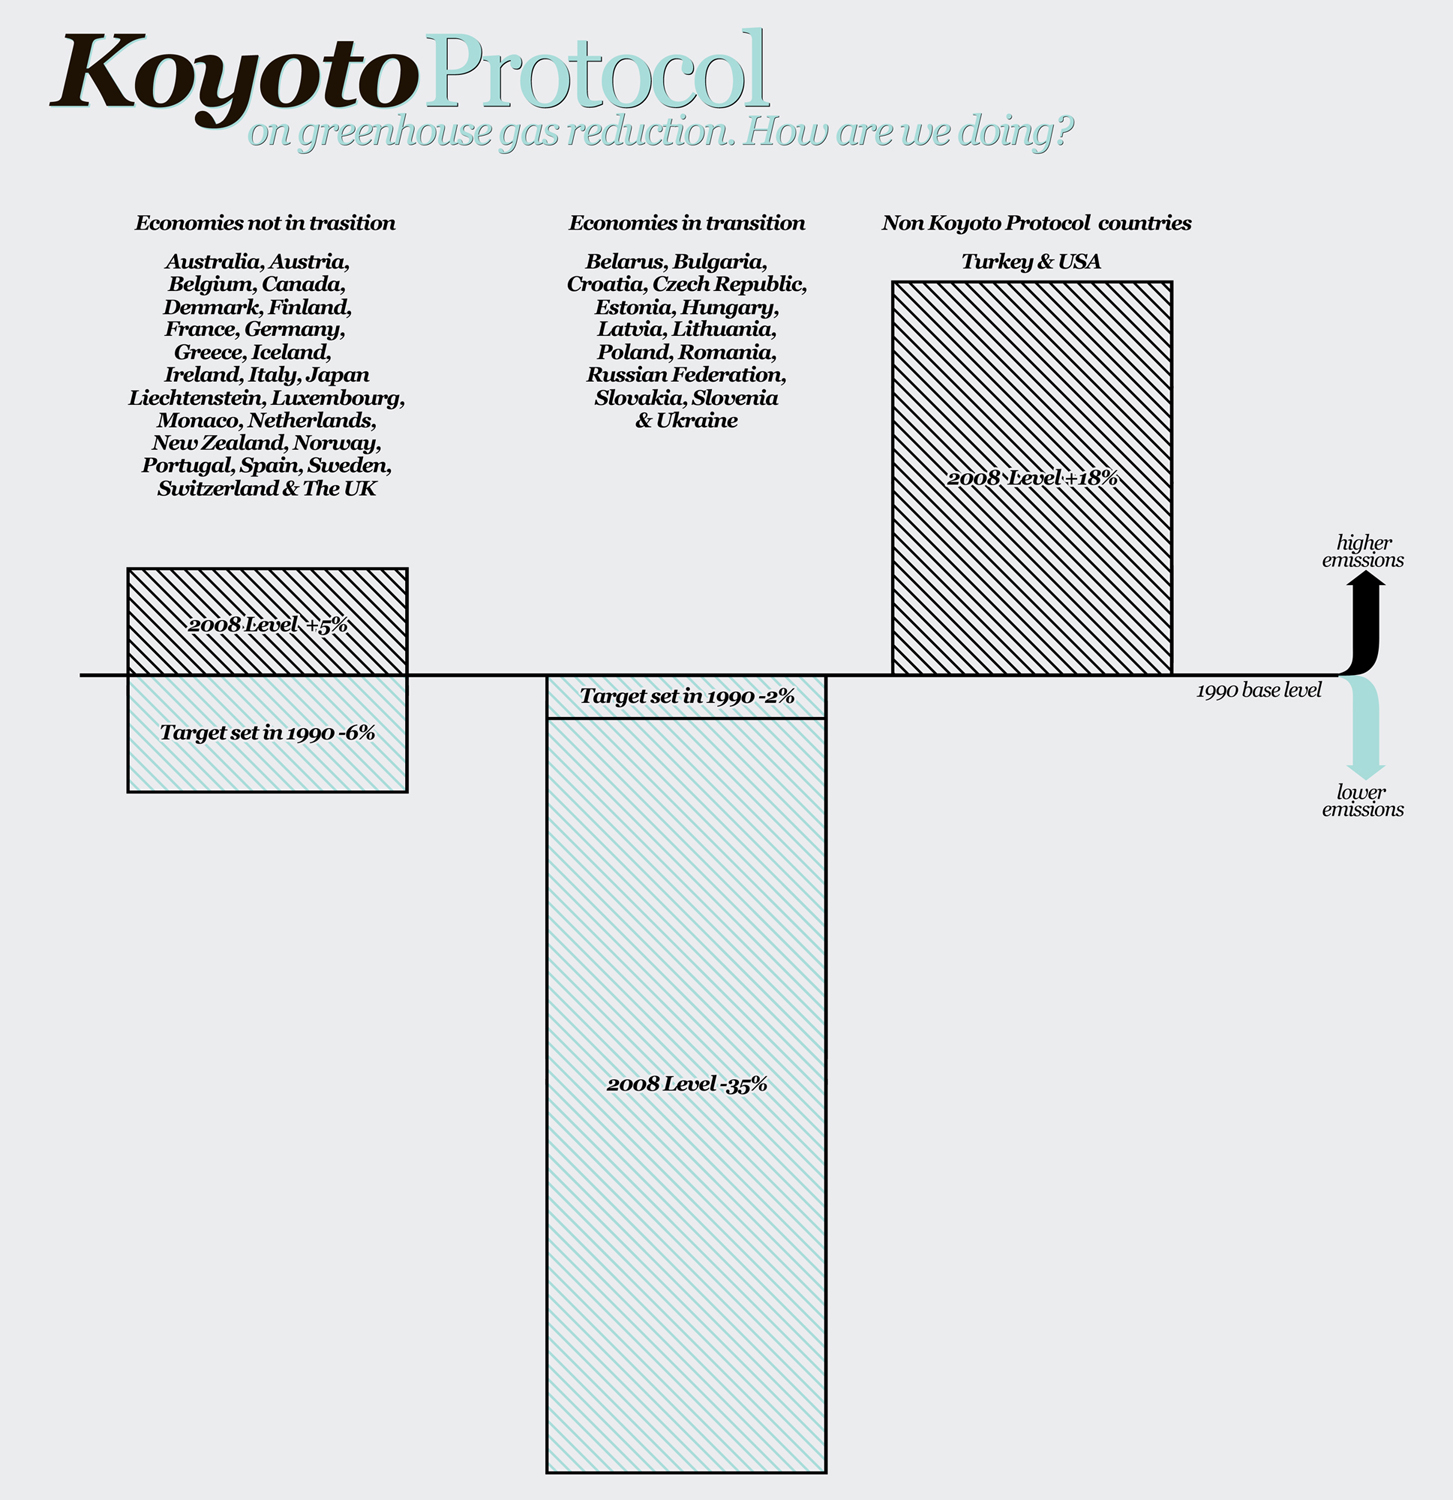 Koyoto Protocol
on greenhouse gas reduction. How are we doing?
Economies not in trasition
Australia, Austria,
Belgium, Canada,
Denmark, Finland,
France, Germany,
Greece, Iceland,
Ireland, Italy, Japan
Liechtenstein, Luxembourg,
Monaco, Netherlands,
New Zealand, Norway,
Portugal, Spain, Sweden,
Switzerland & The UK
2008 Level +5%
Target set in 1990 -6%
Economies in transition
Belarus, Bulgaria,
Croatia, Czech Republic,
Estonia, Hungary,
Latvia, Lithuania,
Poland, Romania,
Russian Federation,
Slovakia, Slovenia
& Ukraine
Target set in 1990 -2%
2008 Level -35%
Non Koyoto Protocol countries
Turkey & USA
2008 Level +18%
higher
emissions
1990 base level
lower
emissions